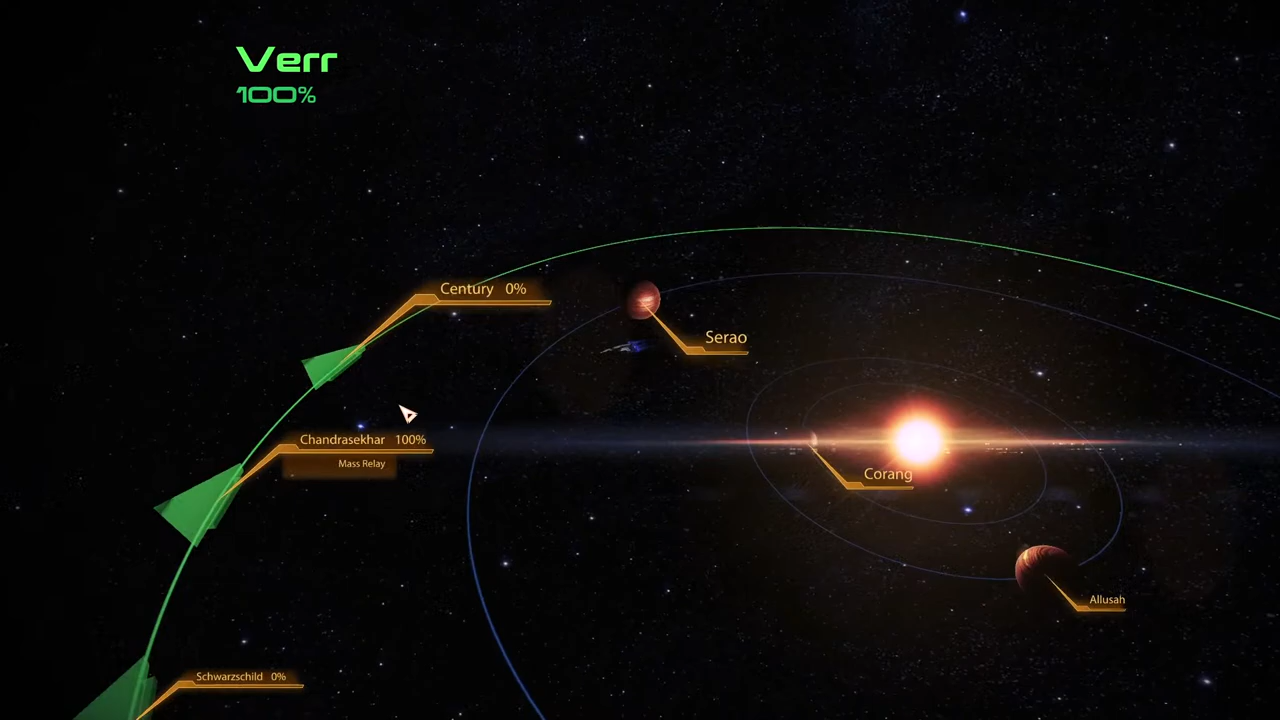 Verr
100%
Century 0%
Serao
Chandrasekhar 100%
Mass Relay
Corang
Allusah
Schwarzschild 0%